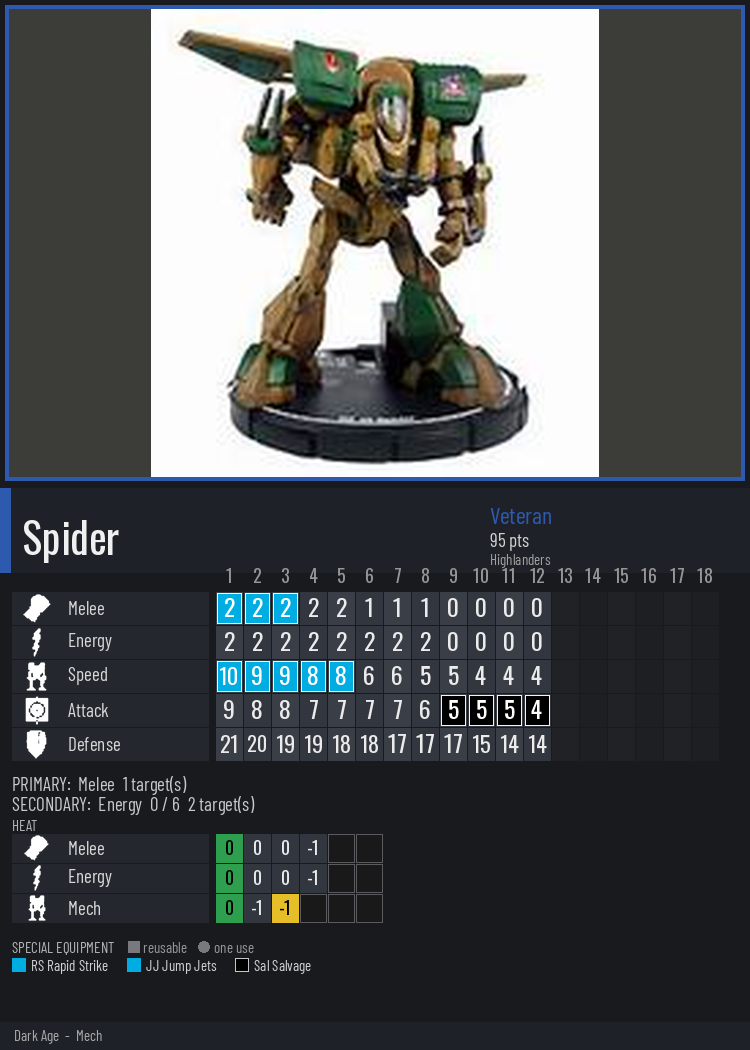 Spider
Veteran
95 pts
Highlanders
1 2 3 4 5 6 7 8 9 10 11 12 13 14 15 16 17 18
Melee 2 2 2 2 2 1 1 1 0 0 0 0
Energy 2 2 2 2 2 2 2 2 0 0 0 0
Speed 10 9 9 8 8 6 6 5 5 4 4 4
Attack 9 8 8 7 7 7 7 6 5 5 5 4
Defense 21 20 19 19 18 18 17 17 17 15 14 14
PRIMARY: Melee 1 target(s)
SECONDARY: Energy 0 / 6 2 target(s)
HEAT
Melee 0 0 0 -1
Energy 0 0 0 -1
Mech 0 -1 -1
SPECIAL EQUIPMENT reusable one use
RS Rapid Strike JJ Jump Jets Sal Salvage
Dark Age - Mech